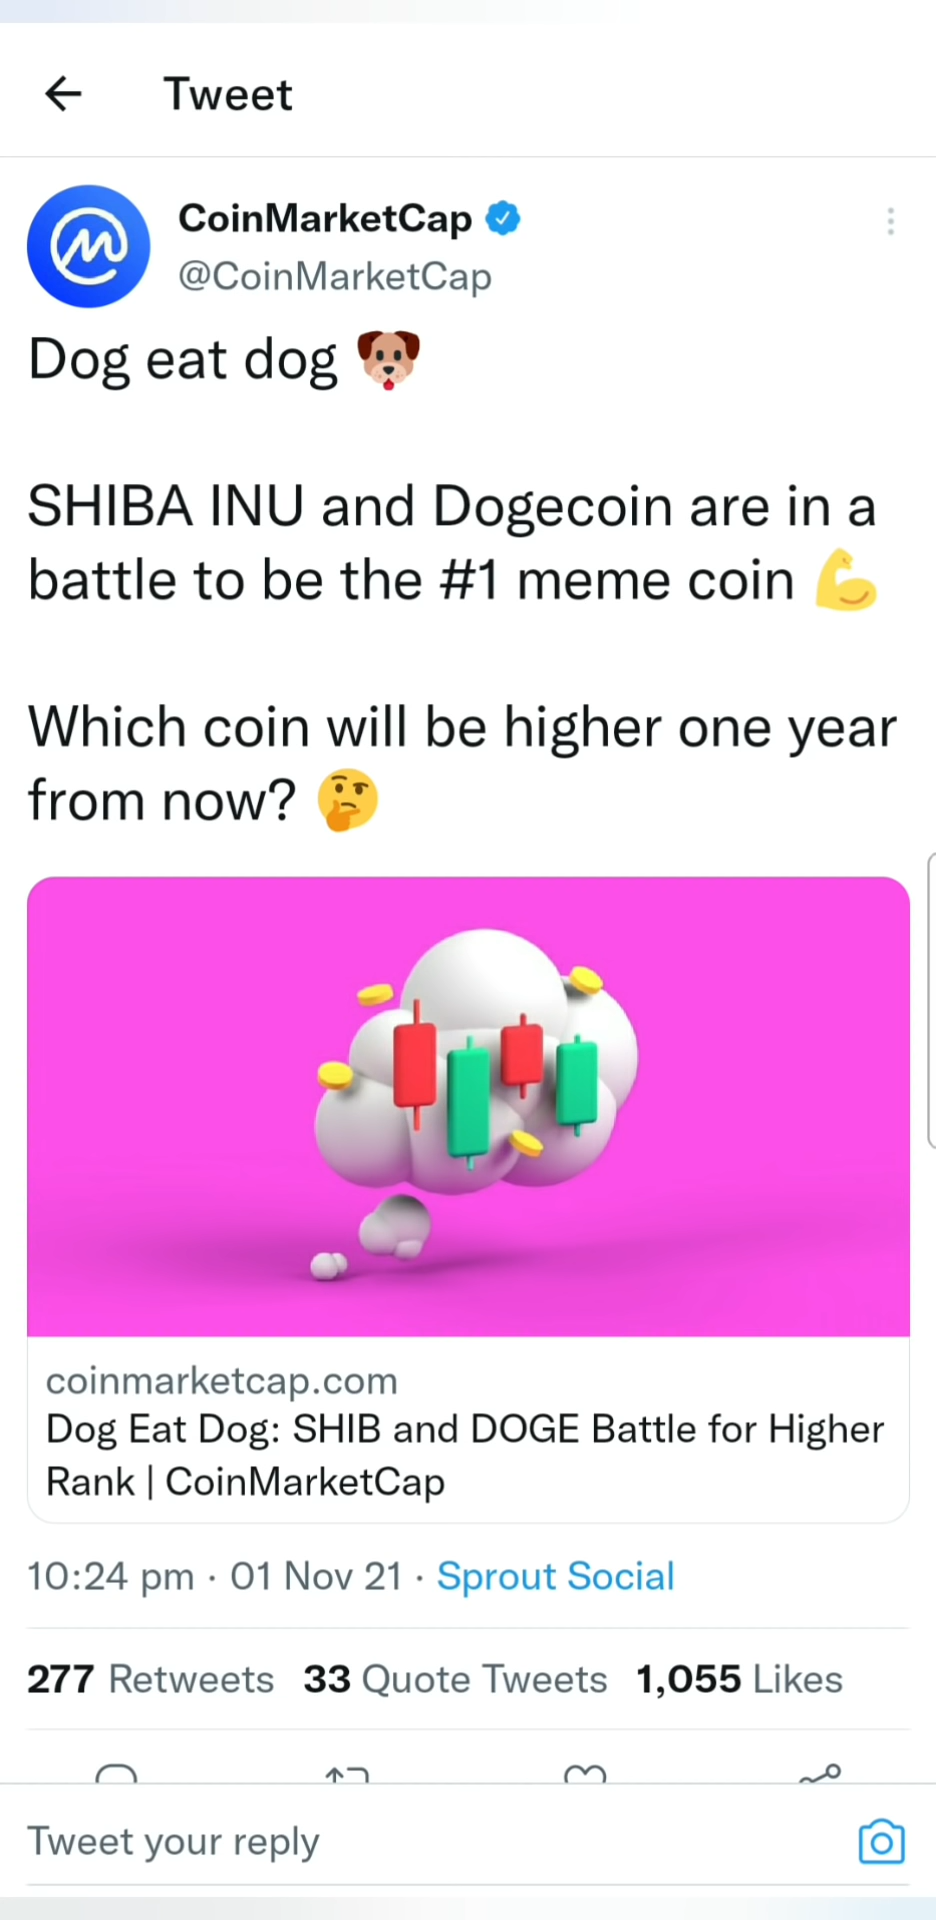 Tweet
CoinMarketCap
@CoinMarketCap
Dog eat dog 🐶
SHIBA INU and Dogecoin are in a
battle to be the #1 meme coin 💪
Which coin will be higher one year
from now? 🤔
coinmarketcap.com
Dog Eat Dog: SHIB and DOGE Battle for Higher
Rank | CoinMarketCap
10:24 pm · 01 Nov 21 · Sprout Social
277 Retweets 33 Quote Tweets 1,055 Likes
Tweet your reply